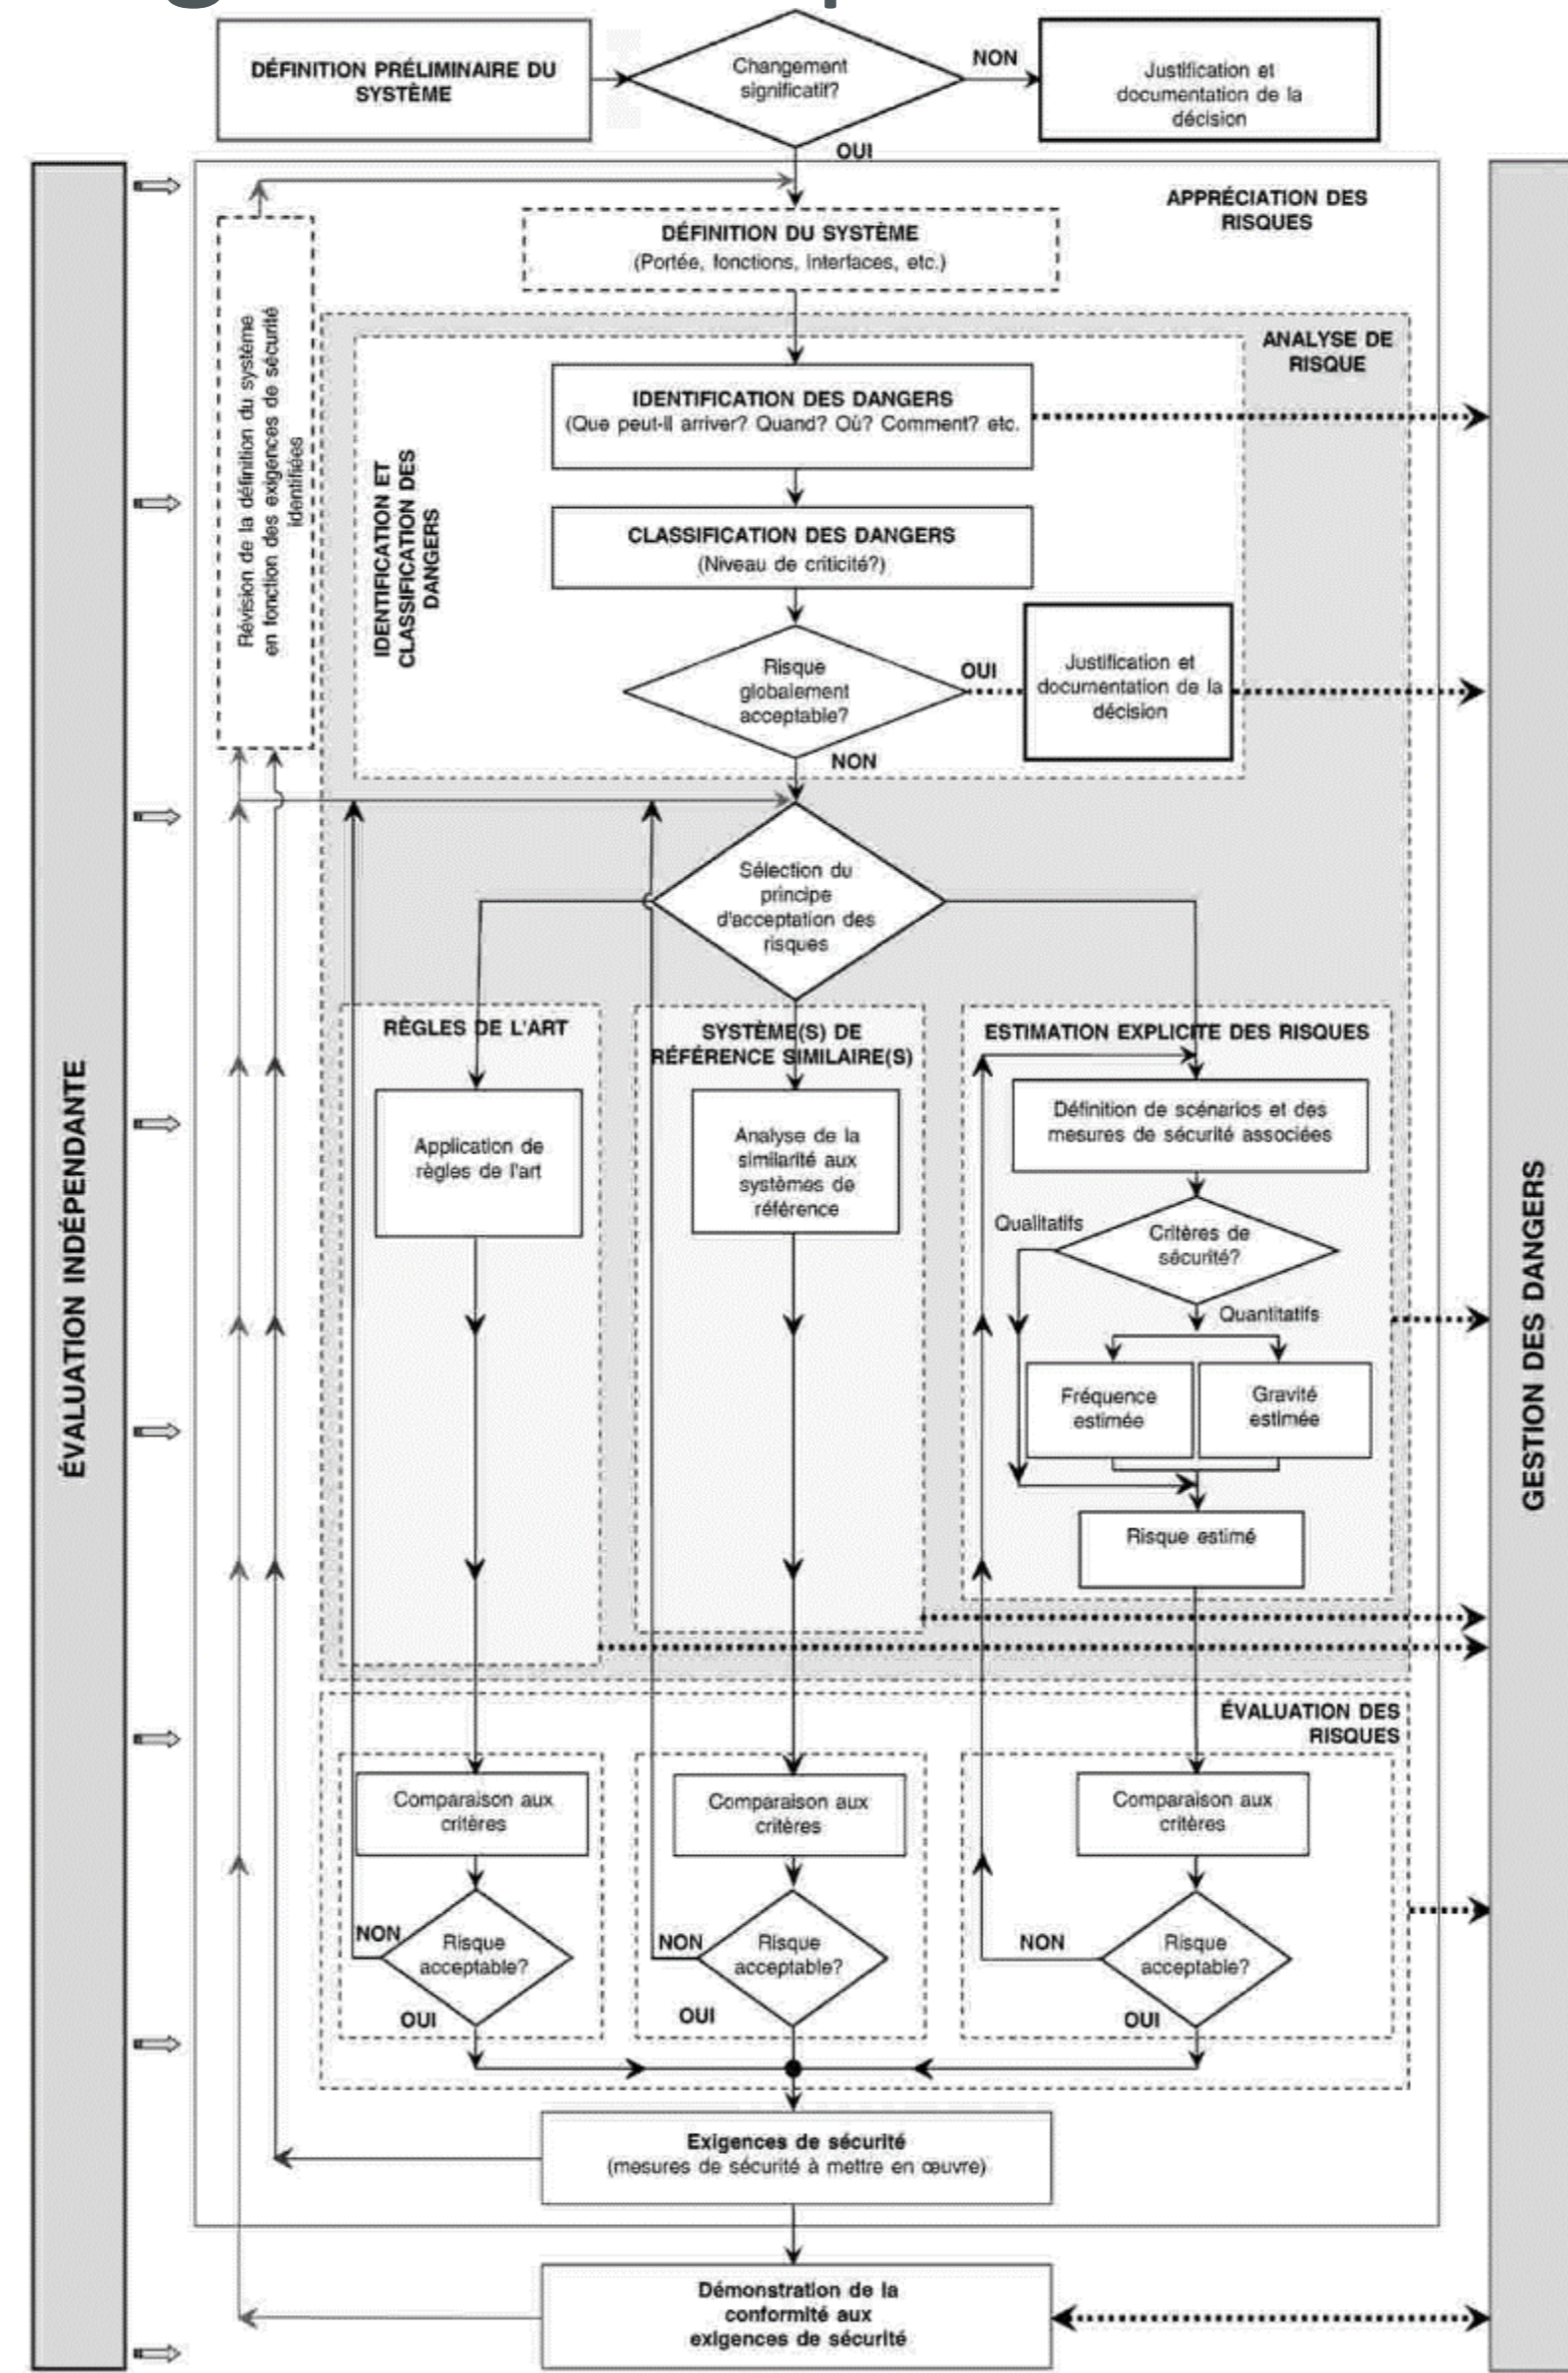 DÉFINITION PRÉLIMINAIRE DU
SYSTÈME
Changement
significatif?
NON
Justification et
documentation de la
décision
OUI
APPRÉCIATION DES
RISQUES
DÉFINITION DU SYSTÈME
(Portée, fonctions, interfaces, etc.)
Révision de la définition du système
en fonction des exigences de sécurité
identifiées
ANALYSE DE
RISQUE
IDENTIFICATION ET
CLASSIFICATION DES
DANGERS
IDENTIFICATION DES DANGERS
(Que peut-il arriver? Quand? Où? Comment? etc.
CLASSIFICATION DES DANGERS
(Niveau de criticité?)
Risque
globalement
acceptable?
OUI
Justification et
documentation de la
décision
NON
Sélection du
principe
d'acceptation des
risques
RÈGLES DE L'ART
SYSTÈME(S) DE
RÉFÉRENCE SIMILAIRE(S)
ESTIMATION EXPLICITE DES RISQUES
Application de
règles de l'art
Analyse de la
similarité aux
systèmes de
référence
Définition de scénarios et des
mesures de sécurité associées
Qualitatifs
Critères de
sécurité?
Quantitatifs
Fréquence
estimée
Gravité
estimée
Risque estimé
ÉVALUATION INDÉPENDANTE
GESTION DES DANGERS
ÉVALUATION DES
RISQUES
Comparaison aux
critères
Comparaison aux
critères
Comparaison aux
critères
NON
Risque
acceptable?
OUI
NON
Risque
acceptable?
OUI
NON
Risque
acceptable?
OUI
Exigences de sécurité
(mesures de sécurité à mettre en œuvre)
Démonstration de la
conformité aux
exigences de sécurité